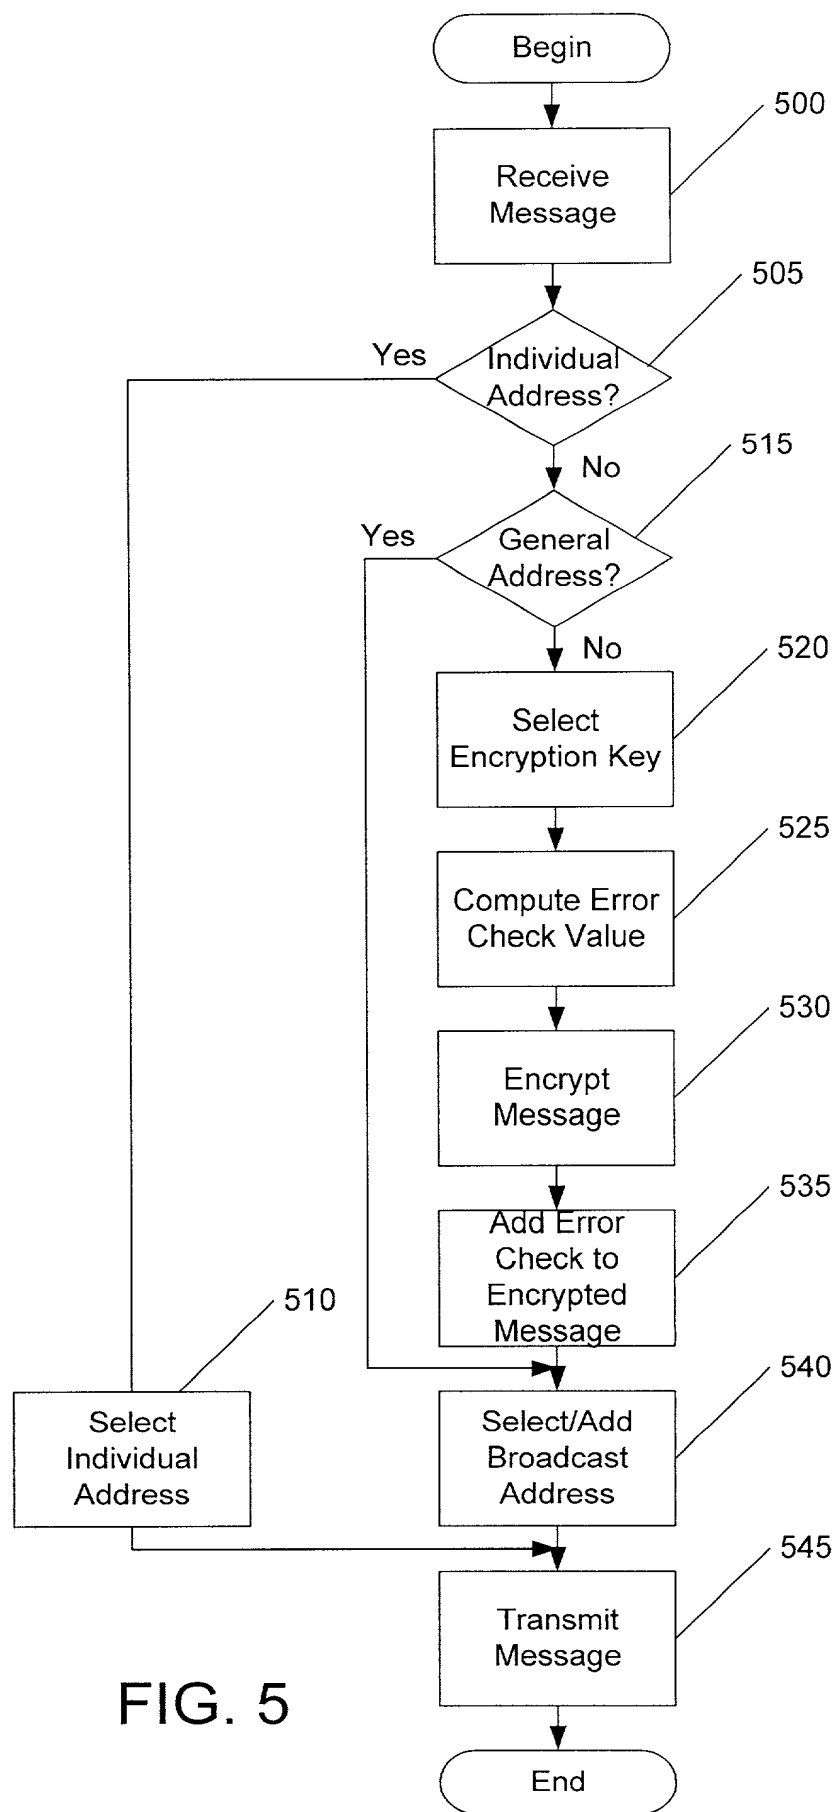 Begin
500
Receive
Message
505
Yes
Individual
Address?
515
No
Yes
General
Address?
No
520
Select
Encryption Key
525
Compute Error
Check Value
530
Encrypt
Message
535
Add Error
Check to
Encrypted
Message
510
540
Select
Individual
Address
Select/Add
Broadcast
Address
545
Transmit
Message
FIG. 5
End